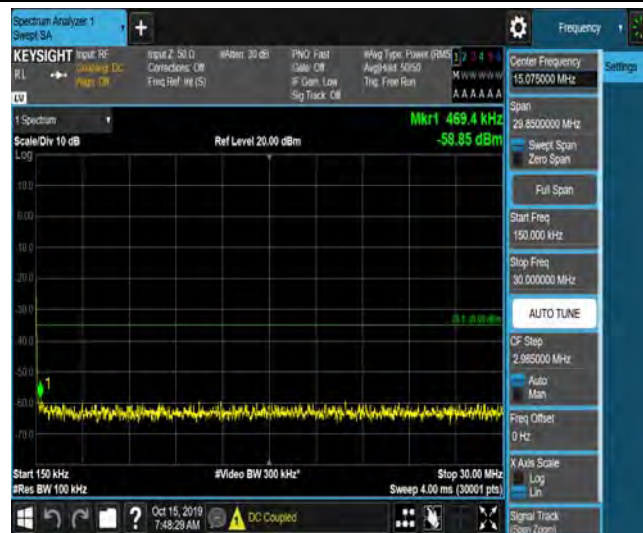 Spectrum Analyzer 1
Swept SA
+
Frequency
KEYSIGHT
Input: RF
Coupling: DC
Align: Off
Input Z: 50 Ω
Corrections: Off
Freq Ref: Int (S)
#Atten: 30 dB
PNO: Fast
Gate: Off
IF Gain: Low
Sig Track: Off
#Avg Type: Power (RMS)
Avg|Hold: 50/50
Trig: Free Run
1 2 3 4 5 6
M W W W W W
A A A A A A
RL
LV
1 Spectrum
Scale/Div 10 dB
Ref Level 20.00 dBm
Mkr1 469.4 kHz
-58.85 dBm
Log
10.0
0.00
-10.0
-20.0
-30.0
-40.0
-50.0
-60.0
-70.0
1
Start 150 kHz
#Video BW 300 kHz*
Stop 30.00 MHz
#Res BW 100 kHz
Sweep 4.00 ms (30001 pts)
Center Frequency
15.075000 MHz
Settings
Span
29.8500000 MHz
Swept Span
Zero Span
Full Span
Start Freq
150.000 kHz
Stop Freq
30.000000 MHz
AUTO TUNE
CF Step
2.985000 MHz
Auto
Man
Freq Offset
0 Hz
X Axis Scale
Log
Lin
Signal Track
(Span Zoom)
?
Oct 15, 2019
7:48:29 AM
DC Coupled